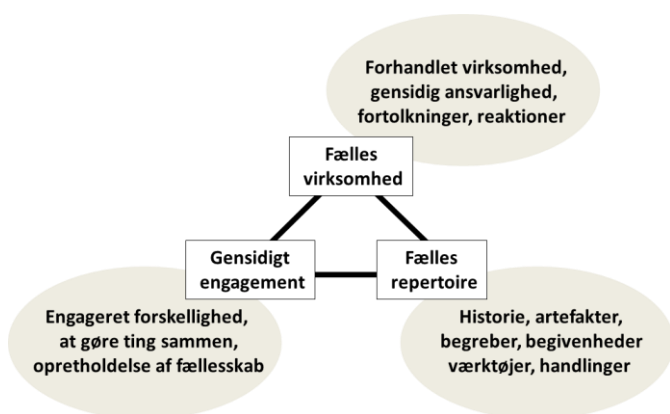 Forhandlet virksomhed,
gensidig ansvarlighed,
fortolkninger, reaktioner
Fælles
virksomhed
Gensidigt
engagement
Fælles
repertoire
Engageret forskellighed,
at gøre ting sammen,
opretholdelse af fællesskab
Historie, artefakter,
begreber, begivenheder
værktøjer, handlinger